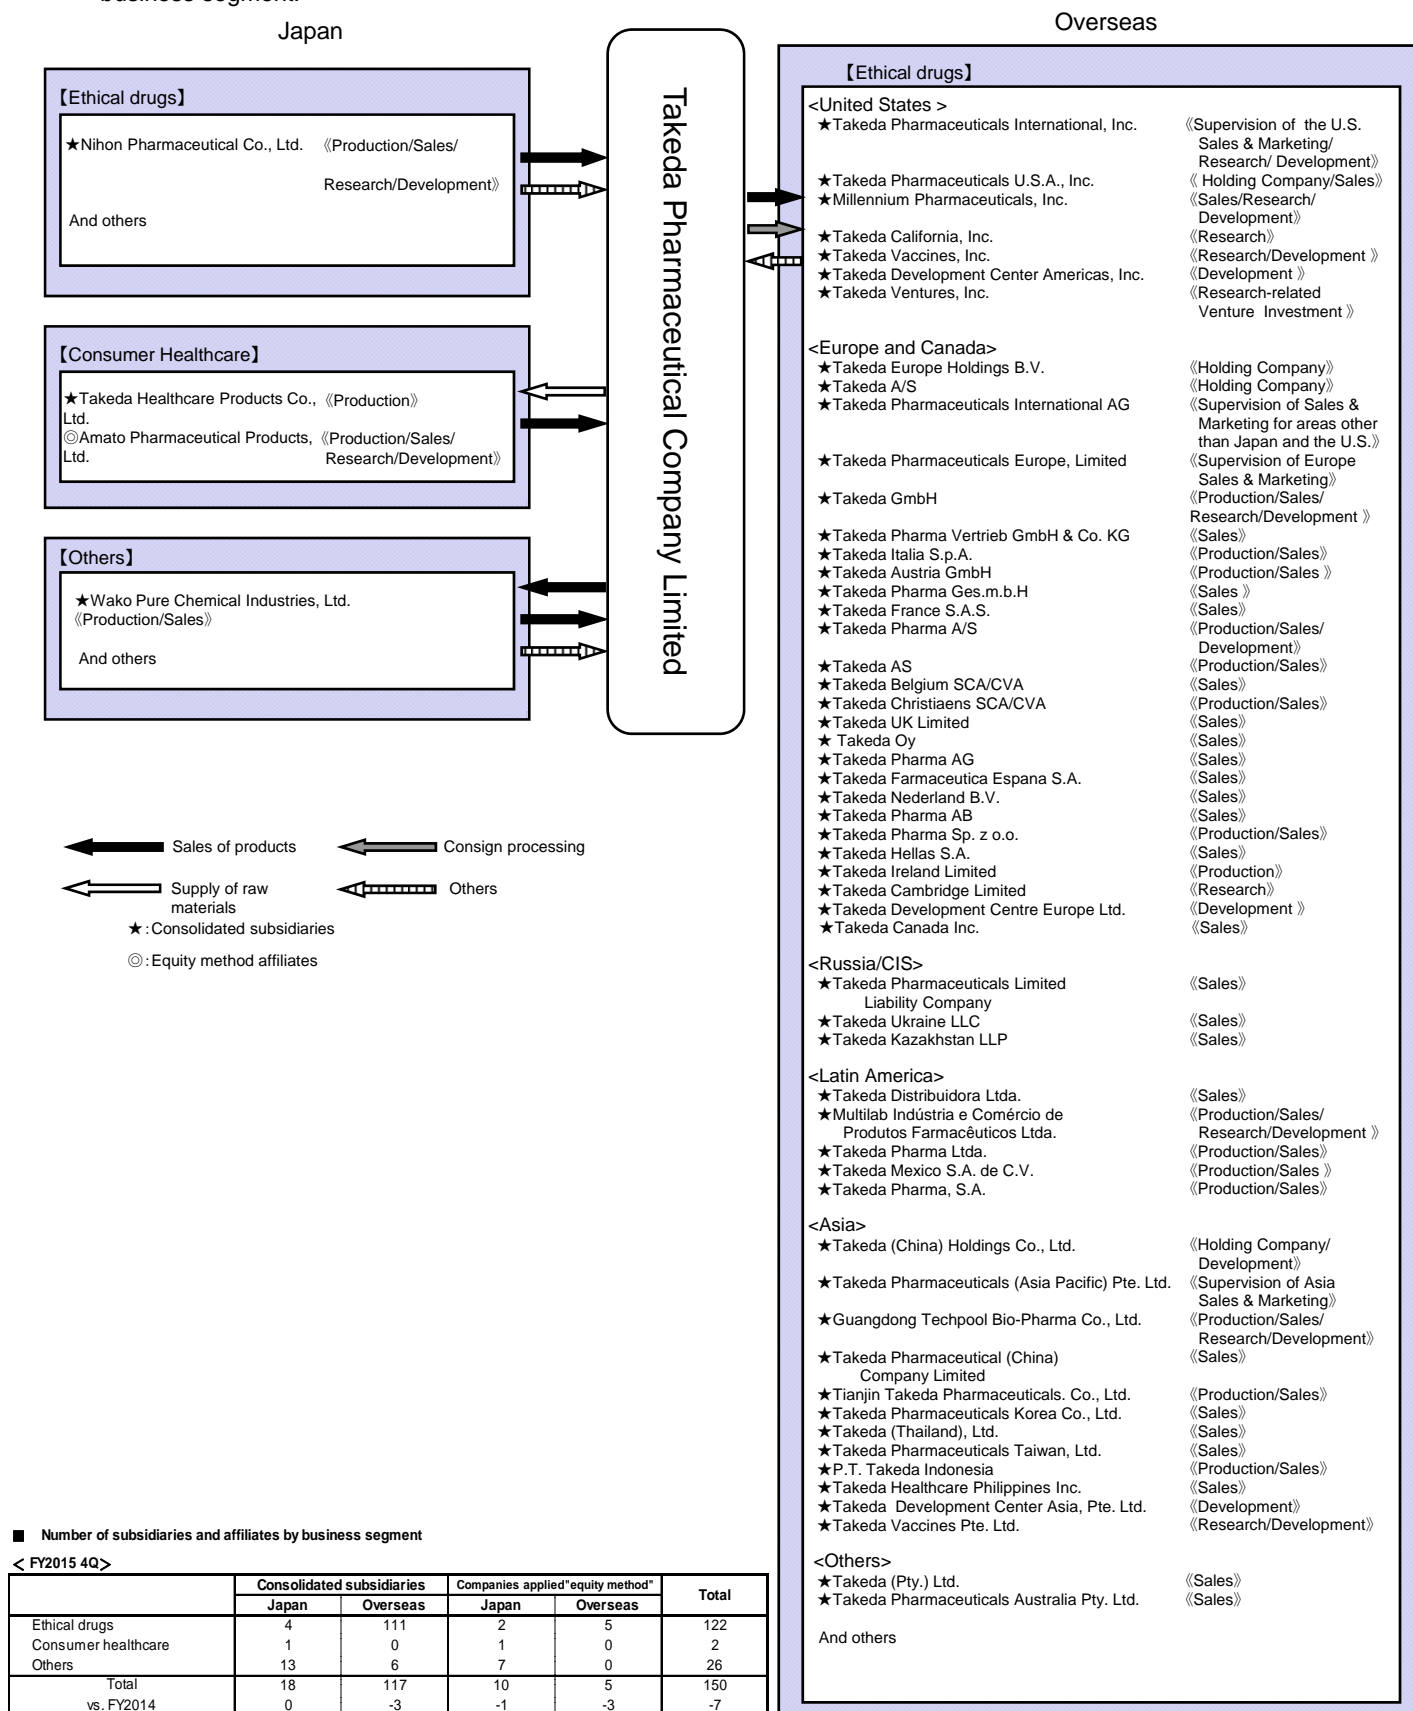 business segment.
Japan
【Ethical drugs】
★Nihon Pharmaceutical Co., Ltd. 《Production/Sales/
Research/Development》
And others
【Consumer Healthcare】
★Takeda Healthcare Products Co., 《Production》
Ltd.
◎Amato Pharmaceutical Products, 《Production/Sales/
Ltd. Research/Development》
【Others】
★Wako Pure Chemical Industries, Ltd.
《Production/Sales》
And others
Takeda Pharmaceutical Company Limited
Sales of products
Consign processing
Supply of raw
materials
Others
★:Consolidated subsidiaries
◎:Equity method affiliates
Overseas
【Ethical drugs】
<United States >
★Takeda Pharmaceuticals International, Inc. 《Supervision of the U.S.
Sales & Marketing/
Research/ Development》
★Takeda Pharmaceuticals U.S.A., Inc. 《 Holding Company/Sales》
★Millennium Pharmaceuticals, Inc. 《Sales/Research/
Development》
★Takeda California, Inc. 《Research》
★Takeda Vaccines, Inc. 《Research/Development 》
★Takeda Development Center Americas, Inc. 《Development 》
★Takeda Ventures, Inc. 《Research-related
Venture Investment 》
<Europe and Canada>
★Takeda Europe Holdings B.V. 《Holding Company》
★Takeda A/S 《Holding Company》
★Takeda Pharmaceuticals International AG 《Supervision of Sales &
Marketing for areas other
than Japan and the U.S.》
★Takeda Pharmaceuticals Europe, Limited 《Supervision of Europe
Sales & Marketing》
★Takeda GmbH 《Production/Sales/
Research/Development 》
★Takeda Pharma Vertrieb GmbH & Co. KG 《Sales》
★Takeda Italia S.p.A. 《Production/Sales》
★Takeda Austria GmbH 《Production/Sales 》
★Takeda Pharma Ges.m.b.H 《Sales 》
★Takeda France S.A.S. 《Sales》
★Takeda Pharma A/S 《Production/Sales/
Development》
★Takeda AS 《Production/Sales》
★Takeda Belgium SCA/CVA 《Sales》
★Takeda Christiaens SCA/CVA 《Production/Sales》
★Takeda UK Limited 《Sales》
★ Takeda Oy 《Sales》
★Takeda Pharma AG 《Sales》
★Takeda Farmaceutica Espana S.A. 《Sales》
★Takeda Nederland B.V. 《Sales》
★Takeda Pharma AB 《Sales》
★Takeda Pharma Sp. z o.o. 《Production/Sales》
★Takeda Hellas S.A. 《Sales》
★Takeda Ireland Limited 《Production》
★Takeda Cambridge Limited 《Research》
★Takeda Development Centre Europe Ltd. 《Development 》
★Takeda Canada Inc. 《Sales》
<Russia/CIS>
★Takeda Pharmaceuticals Limited 《Sales》
Liability Company
★Takeda Ukraine LLC 《Sales》
★Takeda Kazakhstan LLP 《Sales》
<Latin America>
★Takeda Distribuidora Ltda. 《Sales》
★Multilab Indústria e Comércio de 《Production/Sales/
Produtos Farmacêuticos Ltda. Research/Development 》
★Takeda Pharma Ltda. 《Production/Sales》
★Takeda Mexico S.A. de C.V. 《Production/Sales 》
★Takeda Pharma, S.A. 《Production/Sales》
<Asia>
★Takeda (China) Holdings Co., Ltd. 《Holding Company/
Development》
★Takeda Pharmaceuticals (Asia Pacific) Pte. Ltd. 《Supervision of Asia
Sales & Marketing》
★Guangdong Techpool Bio-Pharma Co., Ltd. 《Production/Sales/
Research/Development》
★Takeda Pharmaceutical (China) 《Sales》
Company Limited
★Tianjin Takeda Pharmaceuticals. Co., Ltd. 《Production/Sales》
★Takeda Pharmaceuticals Korea Co., Ltd. 《Sales》
★Takeda (Thailand), Ltd. 《Sales》
★Takeda Pharmaceuticals Taiwan, Ltd. 《Sales》
★P.T. Takeda Indonesia 《Production/Sales》
★Takeda Healthcare Philippines Inc. 《Sales》
★Takeda Development Center Asia, Pte. Ltd. 《Development》
★Takeda Vaccines Pte. Ltd. 《Research/Development》
<Others>
★Takeda (Pty.) Ltd. 《Sales》
★Takeda Pharmaceuticals Australia Pty. Ltd. 《Sales》
And others
■ Number of subsidiaries and affiliates by business segment
< FY2015 4Q>
Consolidated subsidiaries Companies applied"equity method" Total
Japan Overseas Japan Overseas
Ethical drugs 4 111 2 5 122
Consumer healthcare 1 0 1 0 2
Others 13 6 7 0 26
Total 18 117 10 5 150
vs. FY2014 0 -3 -1 -3 -7